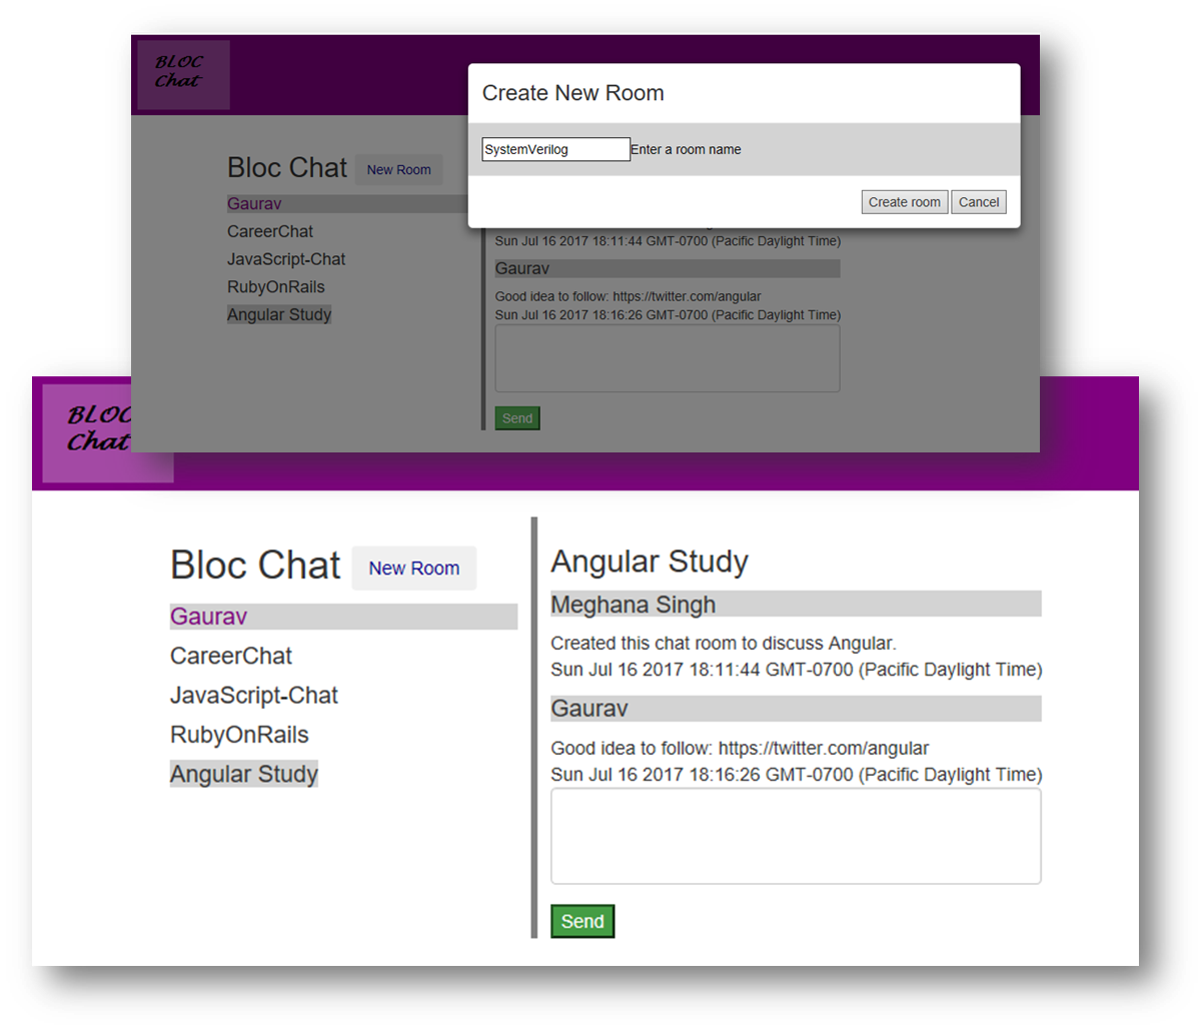 BLOC
Chat
Create New Room
SystemVerilog Enter a room name
Create room Cancel
Bloc Chat New Room
Gaurav
CareerChat
JavaScript-Chat
RubyOnRails
Angular Study
Sun Jul 16 2017 18:11:44 GMT-0700 (Pacific Daylight Time)
Gaurav
Good idea to follow: https://twitter.com/angular
Sun Jul 16 2017 18:16:26 GMT-0700 (Pacific Daylight Time)
Send
BLOC
Chat
Bloc Chat New Room
Gaurav
CareerChat
JavaScript-Chat
RubyOnRails
Angular Study
Angular Study
Meghana Singh
Created this chat room to discuss Angular.
Sun Jul 16 2017 18:11:44 GMT-0700 (Pacific Daylight Time)
Gaurav
Good idea to follow: https://twitter.com/angular
Sun Jul 16 2017 18:16:26 GMT-0700 (Pacific Daylight Time)
Send